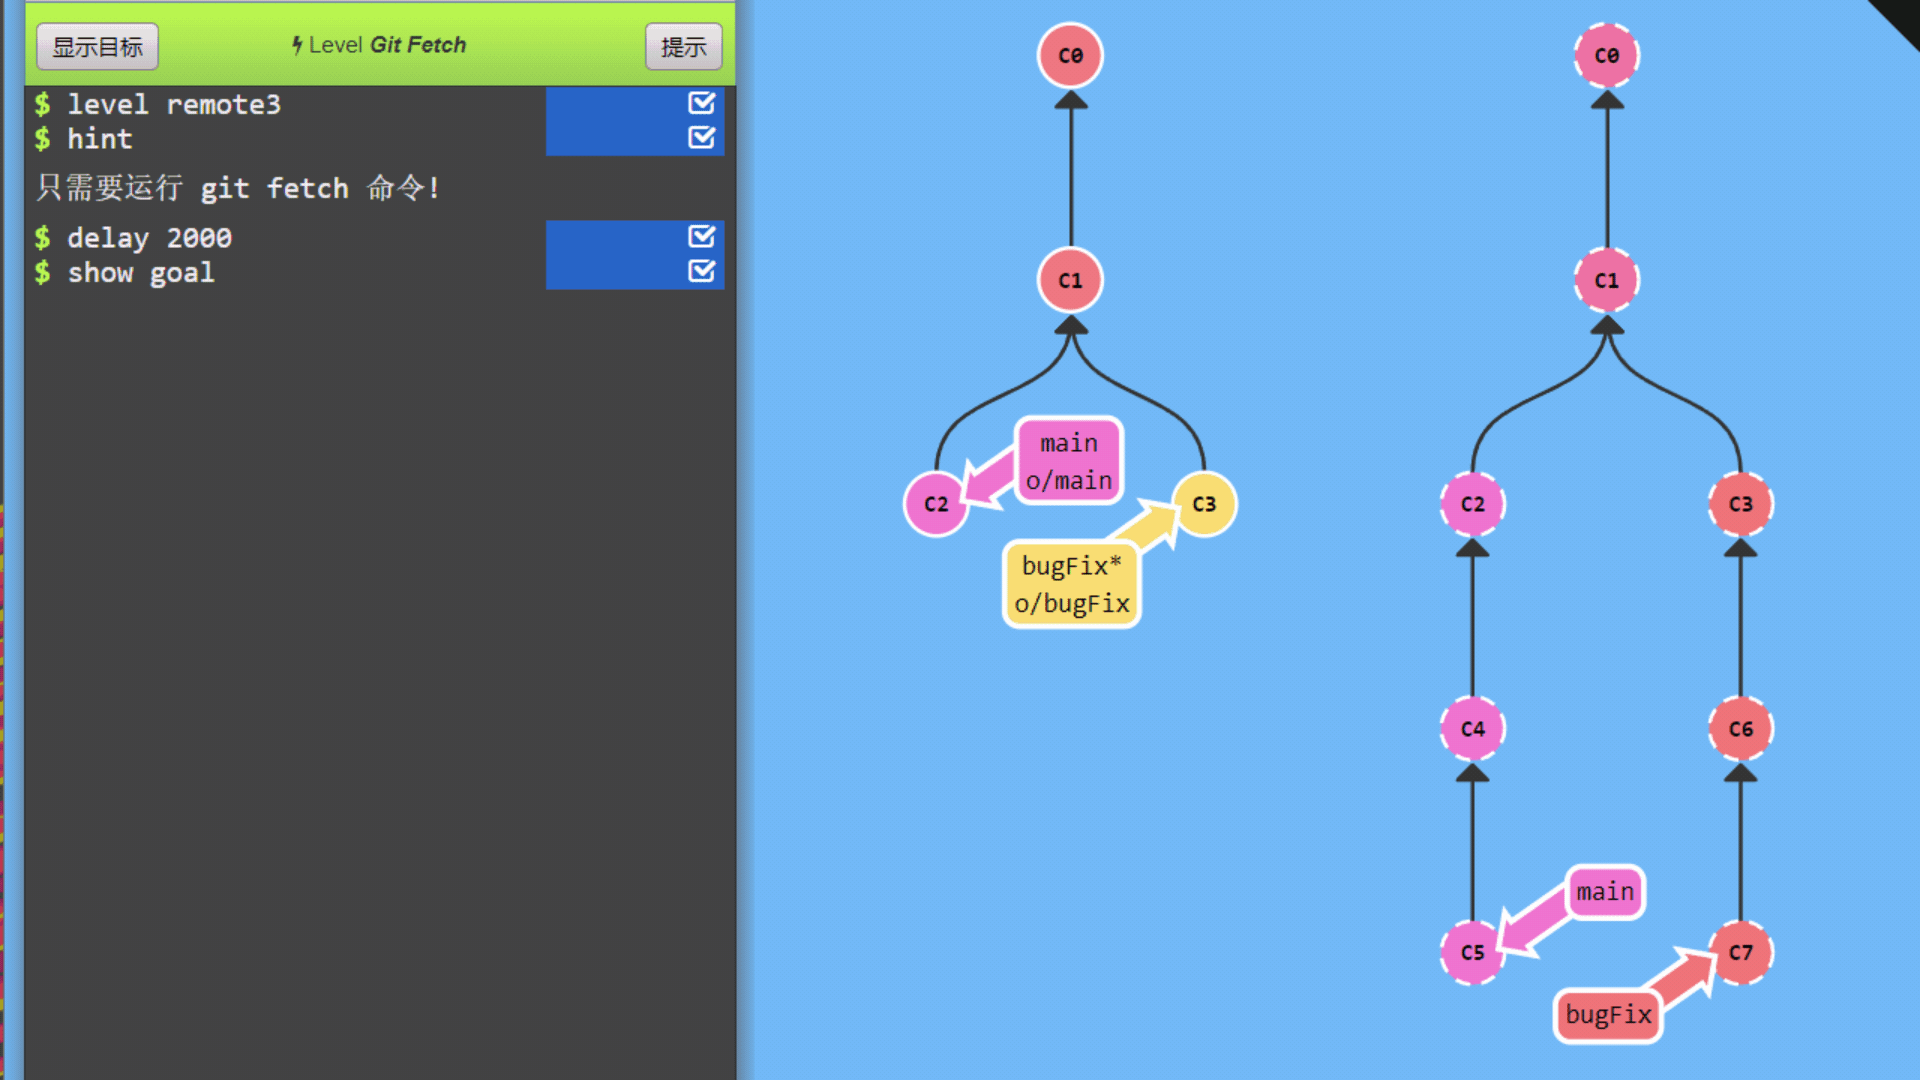 显示目标
Level Git Fetch
提示
$ level remote3
$ hint
只需要运行 git fetch 命令!
$ delay 2000
$ show goal
C0
C1
main
o/main
C2
C3
bugFix*
o/bugFix
C0
C1
C2
C3
C4
C6
main
C5
C7
bugFix